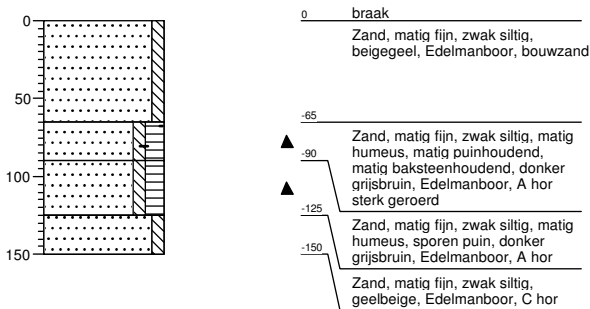 0
50
100
150
0
braak
Zand, matig fijn, zwak siltig,
beigegeel, Edelmanboor, bouwzand
-65
Zand, matig fijn, zwak siltig, matig
humeus, matig puinhoudend,
matig baksteenhoudend, donker
grijsbruin, Edelmanboor, A hor
sterk geroerd
-90
Zand, matig fijn, zwak siltig, matig
humeus, sporen puin, donker
grijsbruin, Edelmanboor, A hor
-125
Zand, matig fijn, zwak siltig,
geelbeige, Edelmanboor, C hor
-150